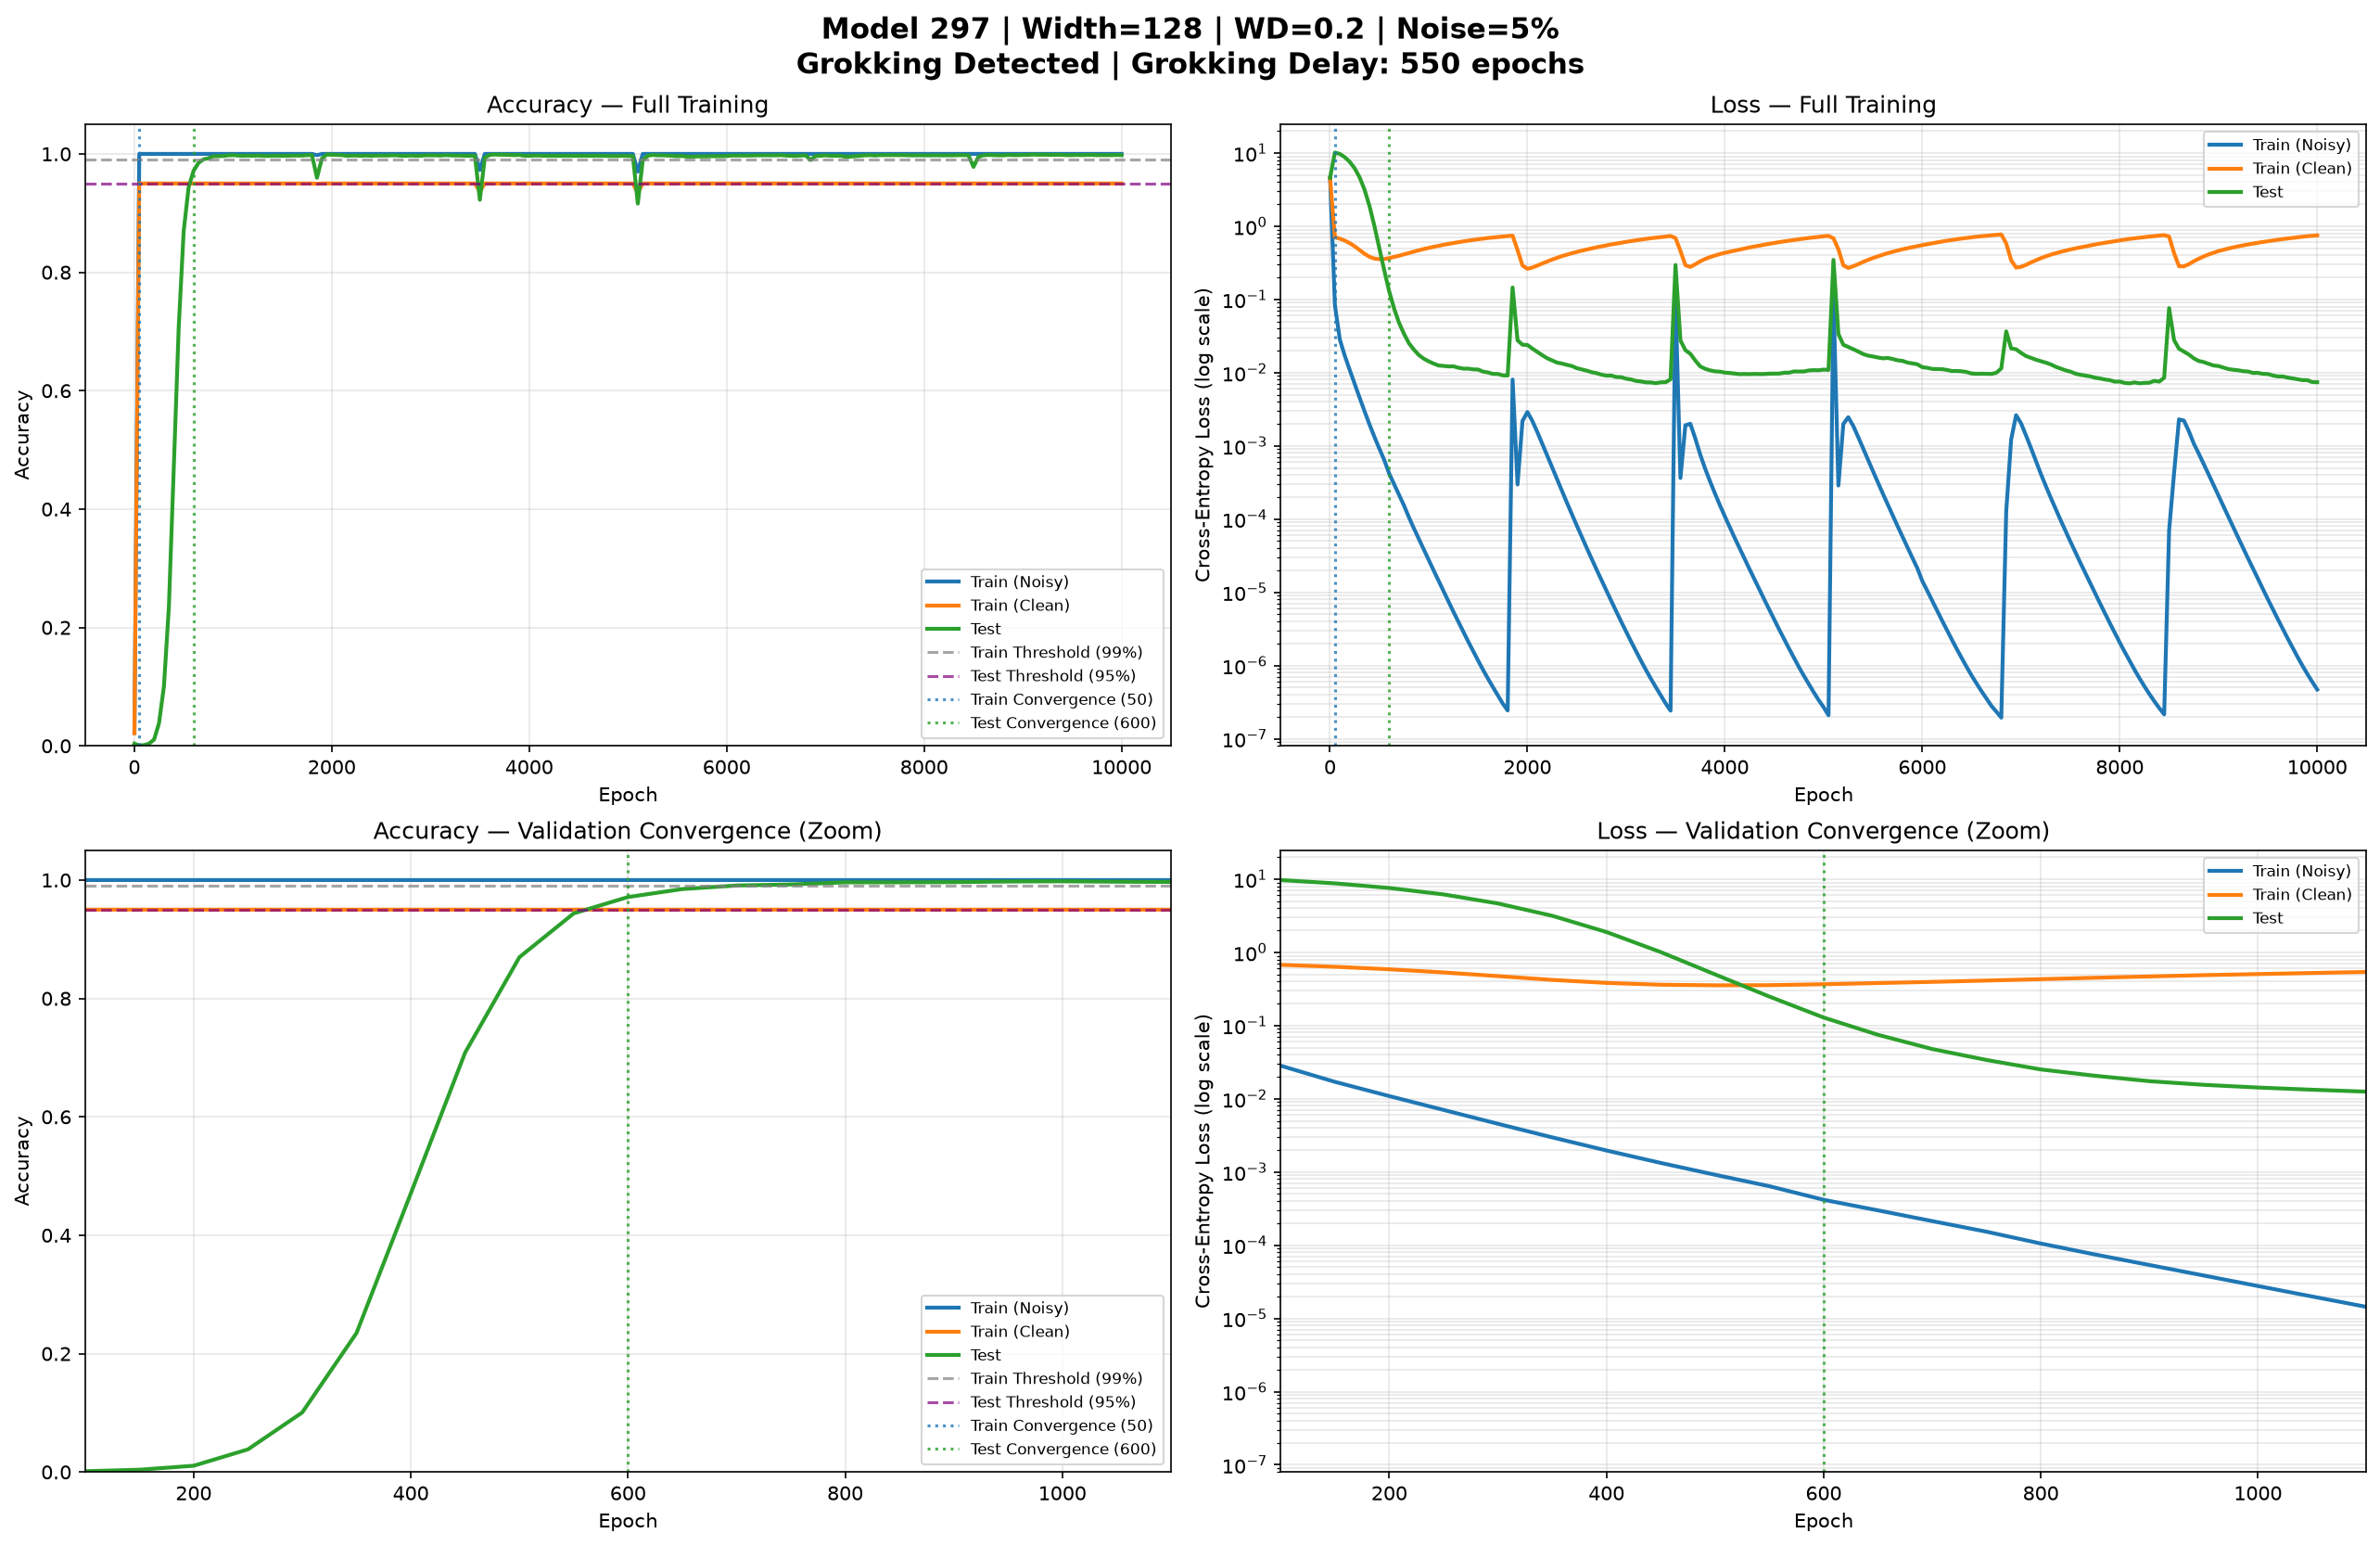 Model 297 | Width=128 | WD=0.2 | Noise=5%
Grokking Detected | Grokking Delay: 550 epochs
Accuracy — Full Training
Accuracy
1.0
0.8
0.6
0.4
0.2
0.0
0
2000
4000
6000
8000
10000
Epoch
Train (Noisy)
Train (Clean)
Test
Train Threshold (99%)
Test Threshold (95%)
Train Convergence (50)
Test Convergence (600)
Loss — Full Training
Cross-Entropy Loss (log scale)
10^1
10^0
10^-1
10^-2
10^-3
10^-4
10^-5
10^-6
10^-7
0
2000
4000
6000
8000
10000
Epoch
Train (Noisy)
Train (Clean)
Test
Accuracy — Validation Convergence (Zoom)
Accuracy
1.0
0.8
0.6
0.4
0.2
0.0
200
400
600
800
1000
Epoch
Train (Noisy)
Train (Clean)
Test
Train Threshold (99%)
Test Threshold (95%)
Train Convergence (50)
Test Convergence (600)
Loss — Validation Convergence (Zoom)
Cross-Entropy Loss (log scale)
10^1
10^0
10^-1
10^-2
10^-3
10^-4
10^-5
10^-6
10^-7
200
400
600
800
1000
Epoch
Train (Noisy)
Train (Clean)
Test